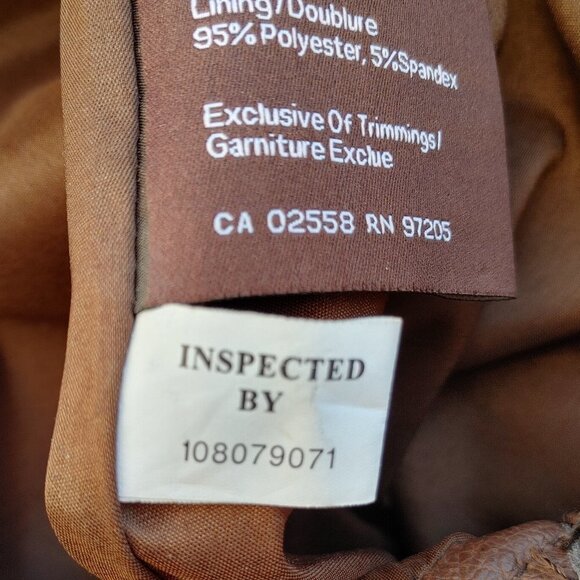 Lining/Doublure
95% Polyester, 5%Spandex
Exclusive Of Trimmings/
Garniture Exclue
CA 02558 RN 97205
INSPECTED
BY
108079071